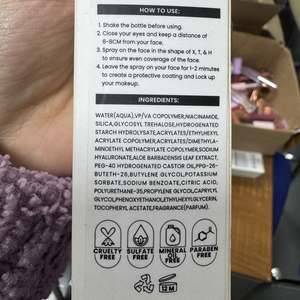 HOW TO USE:
1. Shake the bottle before using.
2. Close your eyes and keep a distance of
6-8CM from your face.
3. Spray on the face in the shape of X, T, & H
to ensure even coverage of the face.
4. Leave the spray on your face for 1-2 minutes
to create a protective coating and Lock up
your makeup.
INGREDIENTS:
WATER(AQUA),VP/VA COPOLYMER,NIACINAMIDE,
SILICA,GLYCOSYL TREHALOSE,HYDROGENATED
STARCH HYDROLYSATE,ACRYLATES/ETHYLHEXYL
ACRYLATE COPOLYMER,ACRYLATES/DIMETHYLA-
MINOETHYL METHACRYLATE COPOLYMER,SODIUM
HYALURONATE,ALOE BARBADENSIS LEAF EXTRACT,
PEG-40 HYDROGENATED CASTOR OIL,PPG-26-
BUTETH-26,BUTYLENE GLYCOL,POTASSIUM
SORBATE,SODIUM BENZOATE,CITRIC ACID,
POLYURETHANE-35,PROPYLENE GLYCOL,CAPRYLYL
GLYCOL,PHENOXYETHANOL,ETHYLHEXYLGLYCERIN,
TOCOPHERYL ACETATE,FRAGRANCE(PARFUM).
CRUELTY FREE
SULFATE FREE
MINERAL OIL FREE
PARABEN FREE
12 M